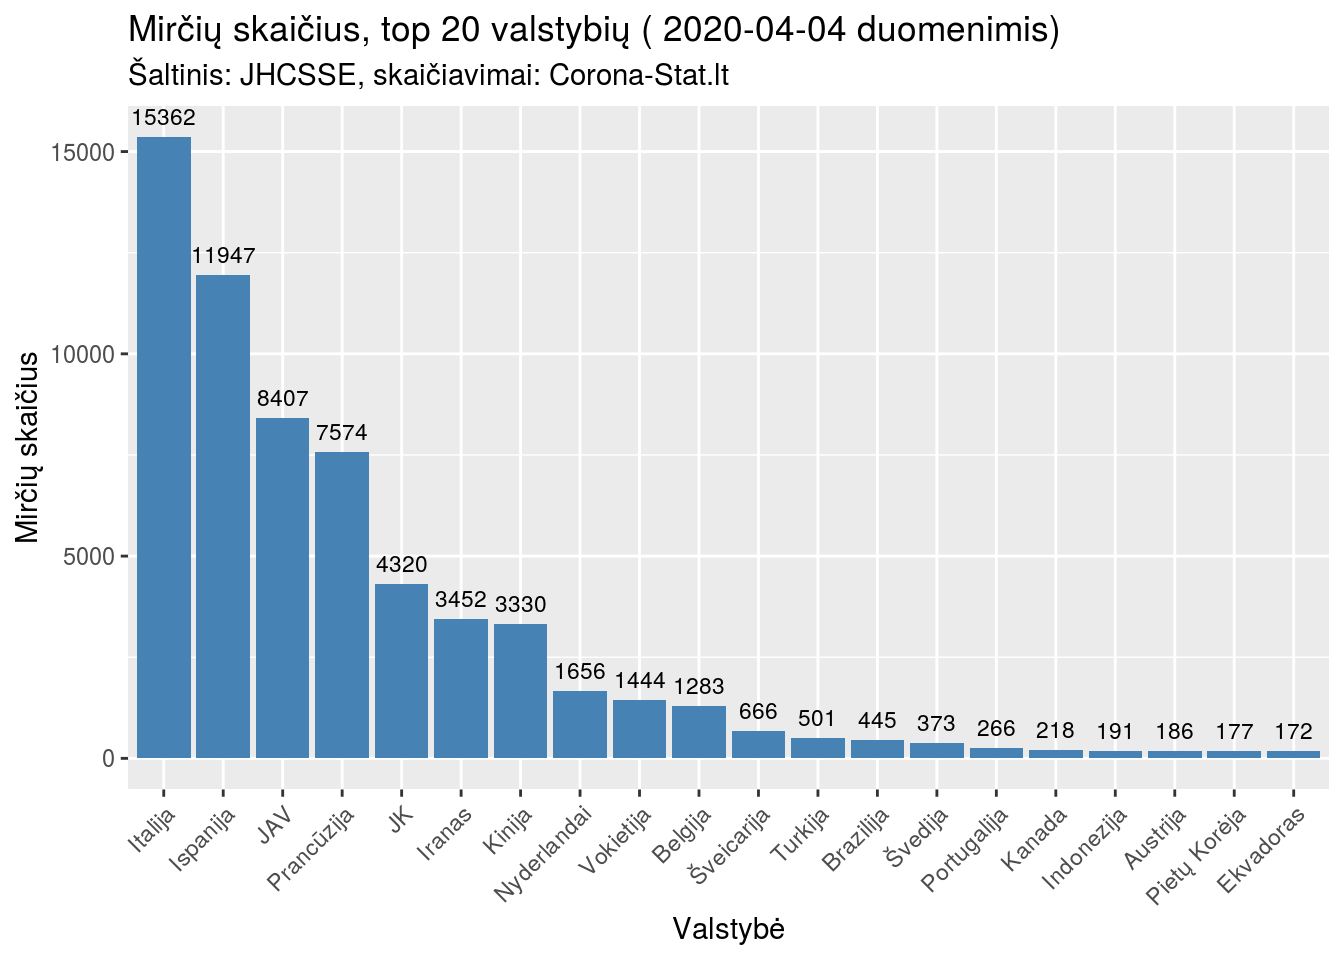 Mirčių skaičius, top 20 valstybių ( 2020-04-04 duomenimis)
Šaltinis: JHCSSE, skaičiavimai: Corona-Stat.lt
Mirčių skaičius
15000
10000
5000
0
15362
11947
8407
7574
4320
3452
3330
1656
1444
1283
666
501
445
373
266
218
191
186
177
172
Italija
Ispanija
JAV
Prancūzija
JK
Iranas
Kinija
Nyderlandai
Vokietija
Belgija
Šveicarija
Turkija
Brazilija
Švedija
Portugalija
Kanada
Indonezija
Austrija
Pietų Korėja
Ekvadoras
Valstybė